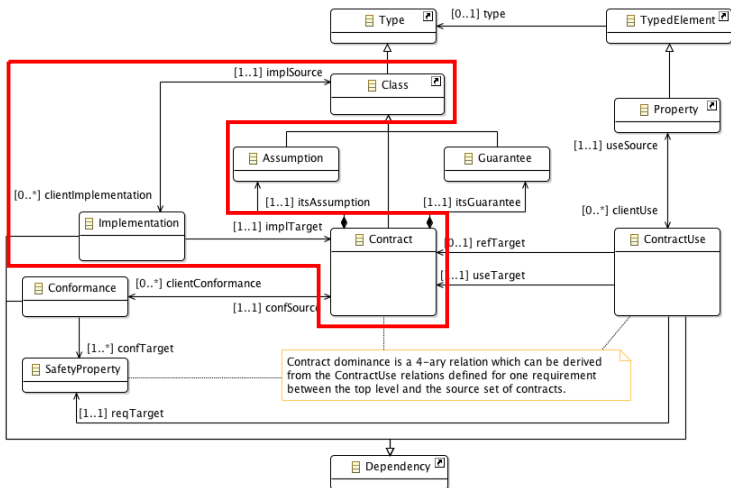 Type
[0..1] type
TypedElement
[1..1] implSource
Class
Property
[1..1] useSource
Assumption
Guarantee
[0..*] clientImplementation
[1..1] itsAssumption
[1..1] itsGuarantee
[0..*] clientUse
Implementation
[1..1] implTarget
Contract
[0..1] refTarget
ContractUse
[1..1] useTarget
Conformance
[0..*] clientConformance
[1..1] confSource
[1..*] confTarget
SafetyProperty
Contract dominance is a 4-ary relation which can be derived
from the ContractUse relations defined for one requirement
between the top level and the source set of contracts.
[1..1] reqTarget
Dependency